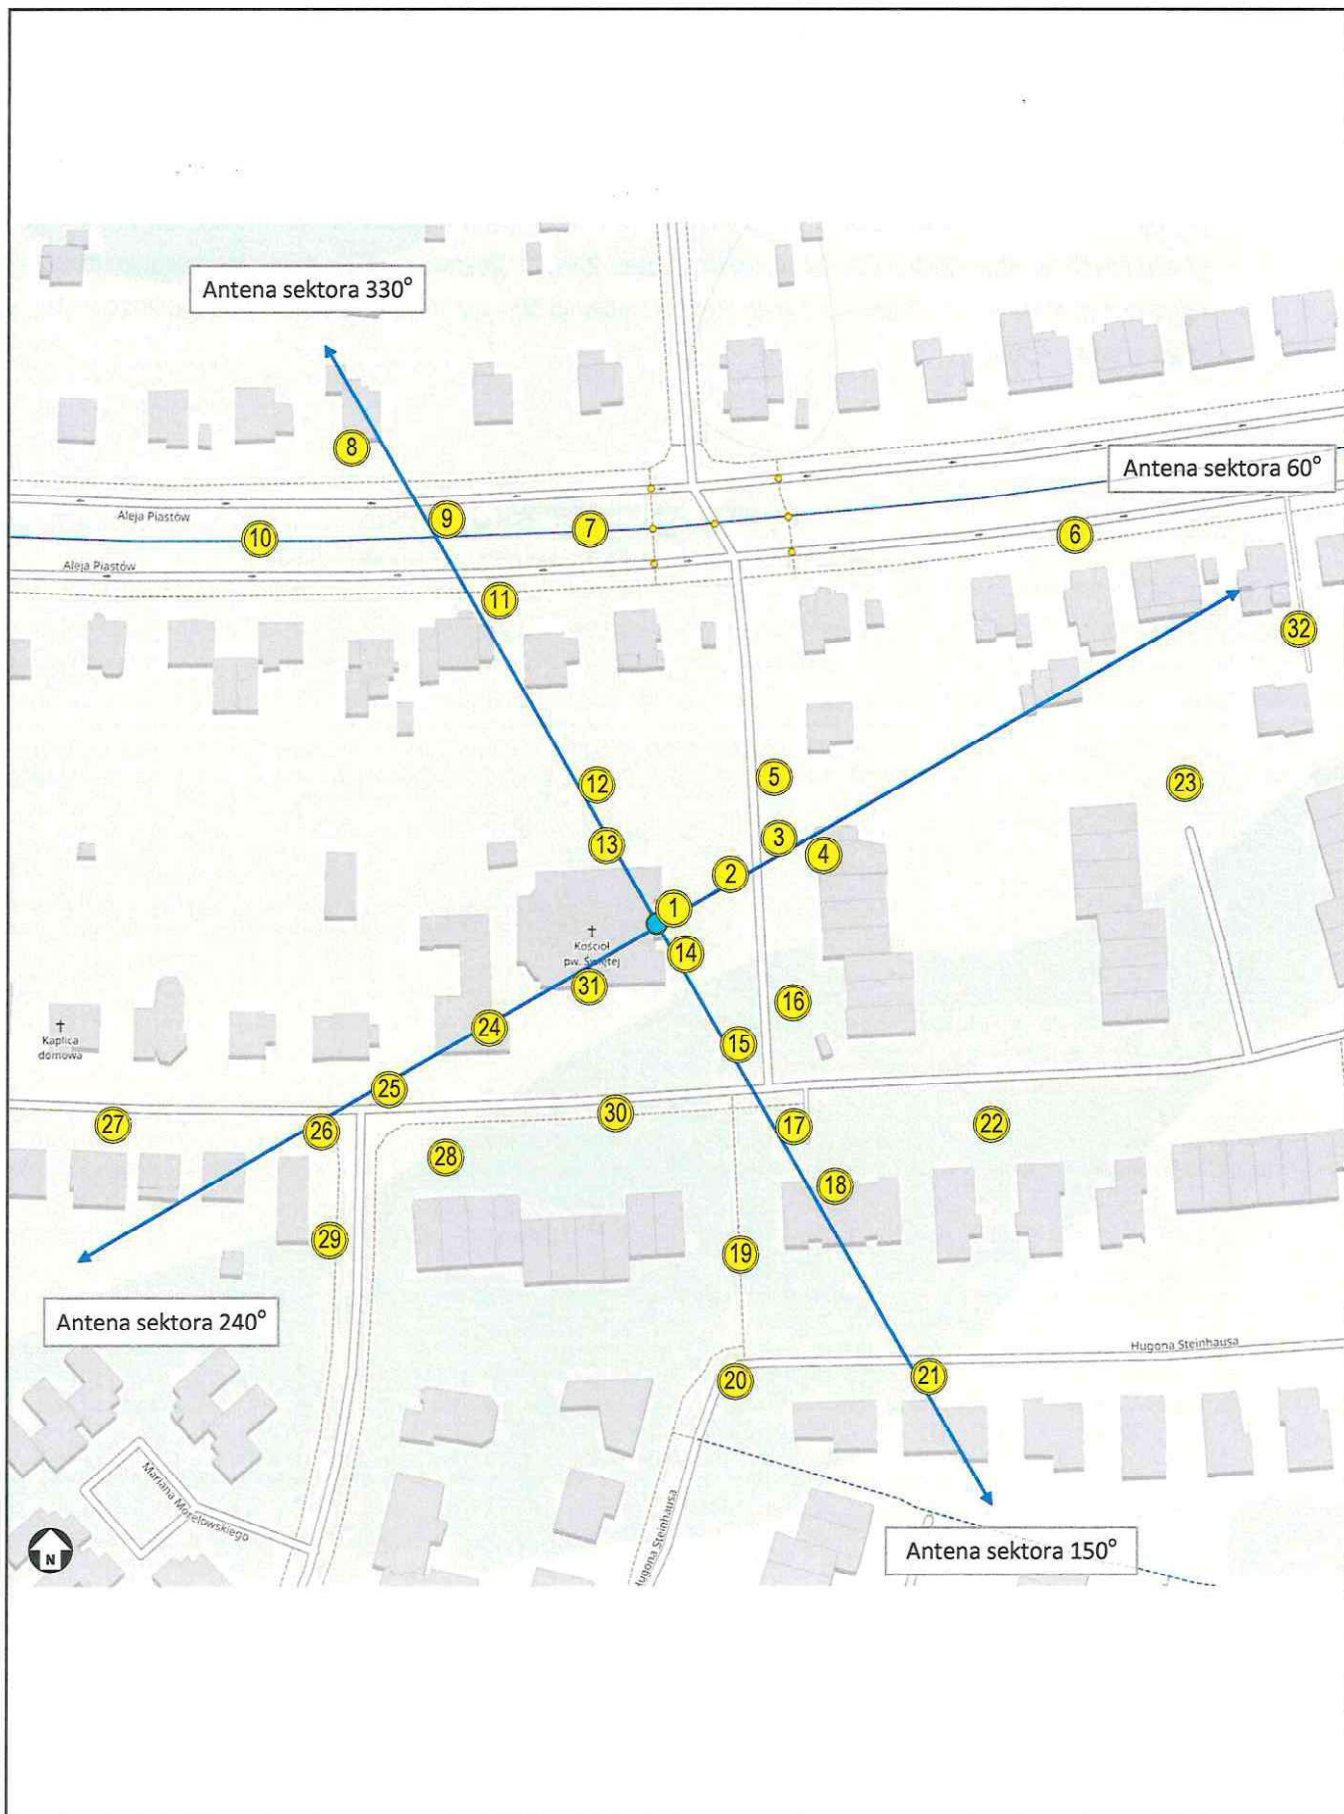 Antena sektora 330°
8
Antena sektora 60°
Aleja Piastów
9
7
10
6
Aleja Piastów
11
32
5
12
23
3
13
4
2
1
Kościół
pw. Świętej
14
31
16
24
Kaplica
domowa
15
25
27
26
30
17
22
28
18
29
19
Antena sektora 240°
Hugona Steinhausa
20
21
Mariana Morelowskiego
Hugona Steinhausa
N
Antena sektora 150°